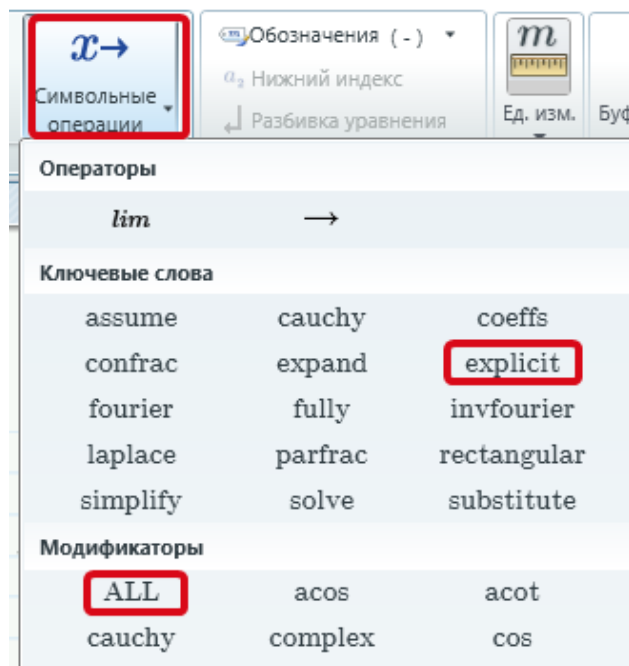 x→
Символьные операции
Обозначения (-)
a₂ Нижний индекс
Разбивка уравнения
m
Ед. изм.
Буф
Операторы
lim →
Ключевые слова
assume cauchy coeffs
confrac expand explicit
fourier fully invfourier
laplace parfrac rectangular
simplify solve substitute
Модификаторы
ALL acos acot
cauchy complex cos